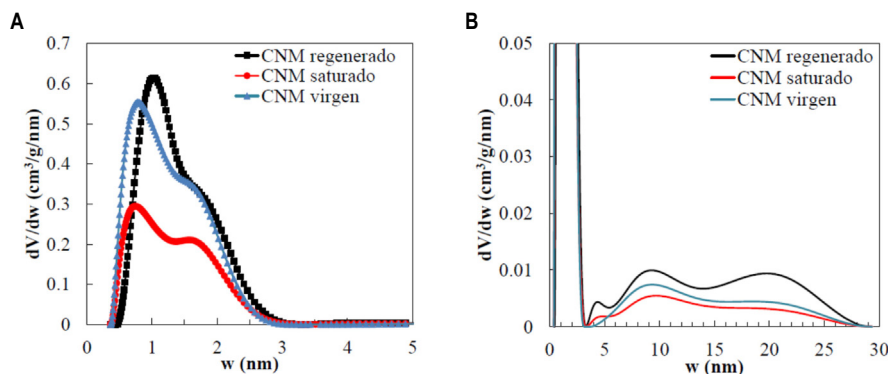 A
0.7
0.6
0.5
0.4
0.3
0.2
0.1
0
dV/dw (cm³/g/nm)
CNM regenerado
CNM saturado
CNM virgen
0 1 2 3 4 5
w (nm)
B
0.05
0.04
0.03
0.02
0.01
0
dV/dw (cm³/g/nm)
CNM regenerado
CNM saturado
CNM virgen
0 5 10 15 20 25 30
w (nm)